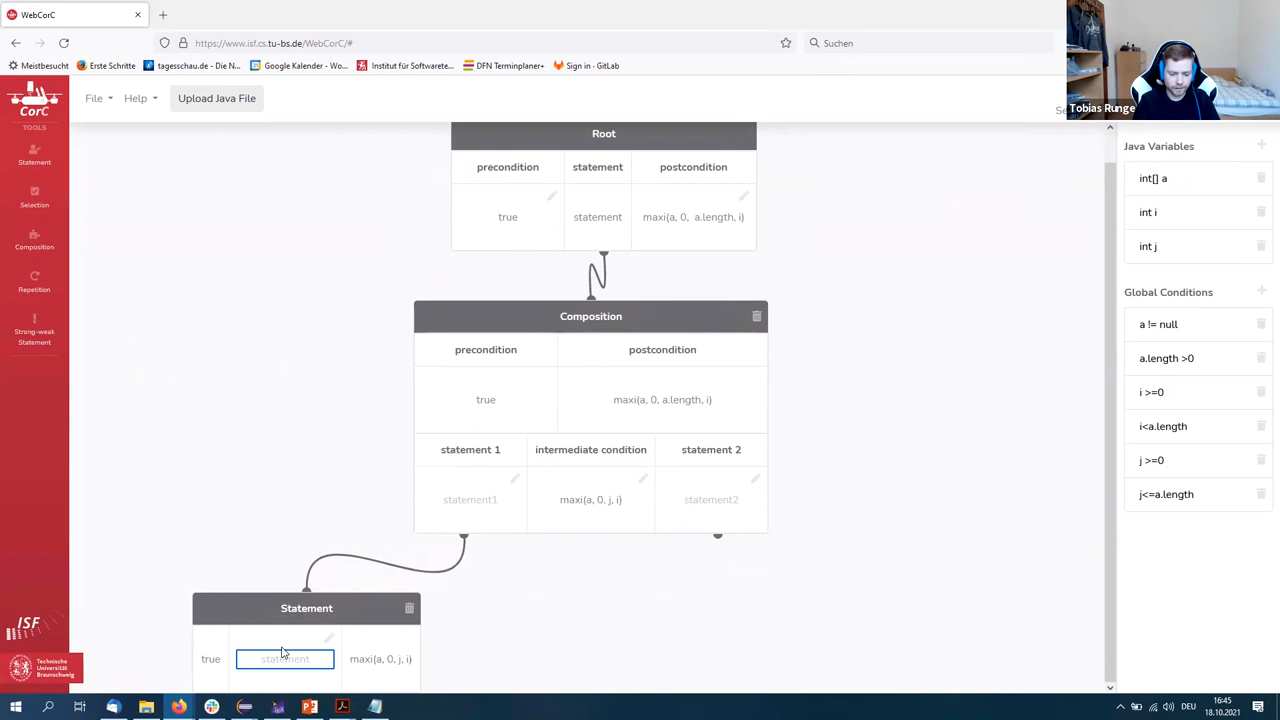 WebCorC
https://www.isf.cs.tu-bs.de/WebCorC/#
Suchen
Meistbesucht
Erste Schritte
tagesschau.de - Die N...
Google Kalender - Wo...
Institut für Softwarete...
DFN Terminplaner+
Sign in · GitLab
Tobias Runge
CorC
File
Help
Upload Java File
TOOLS
Statement
Selection
Composition
Repetition
Strong-weak
Statement
ISF
Technische
Universität
Braunschweig
Root
precondition
statement
postcondition
true
statement
maxi(a, 0, a.length, i)
Composition
precondition
postcondition
true
maxi(a, 0, a.length, i)
statement 1
intermediate condition
statement 2
statement1
maxi(a, 0. j, i)
statement2
Statement
true
statement
maxi(a, 0, j, i)
Java Variables
int[] a
int i
int j
Global Conditions
a != null
a.length >0
i >=0
i<a.length
j >=0
j<=a.length
DEU
16:45
18.10.2021